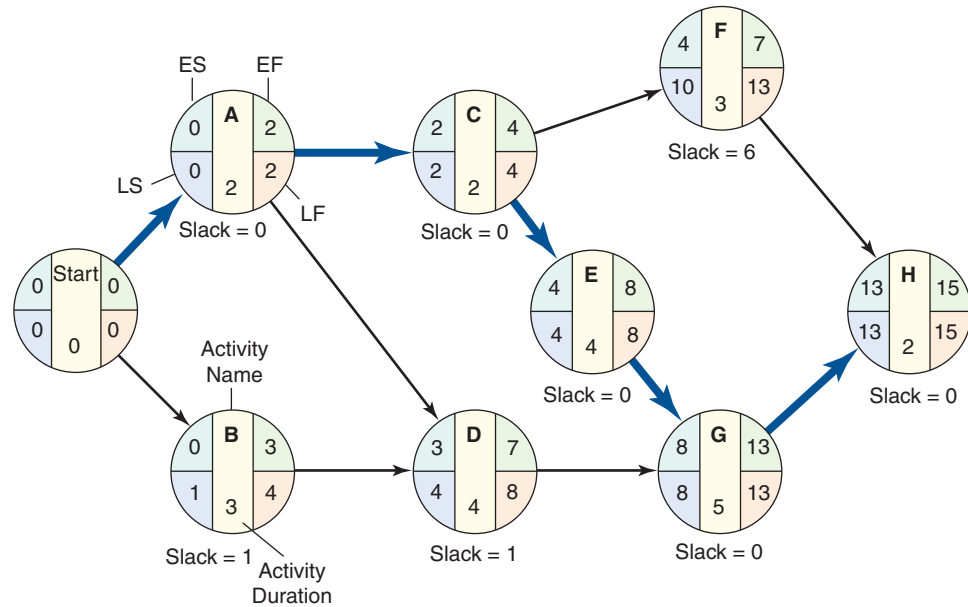 ES
EF
A
0
2
0
2
2
LS
LF
Slack = 0
C
2
4
2
4
2
Slack = 0
F
4
7
10
13
3
Slack = 6
Start
0
0
0
0
0
E
4
8
4
8
4
Slack = 0
H
13
15
13
15
2
Slack = 0
Activity
Name
B
0
3
1
4
3
Slack = 1
Activity
Duration
D
3
7
4
8
4
Slack = 1
G
8
13
8
13
5
Slack = 0